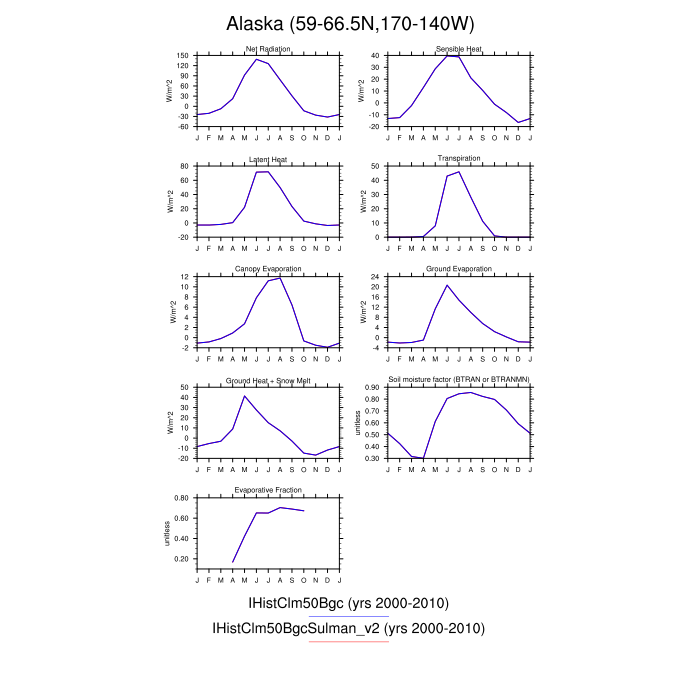 Alaska (59-66.5N,170-140W)
Net Radiation
W/m^2
150
120
90
60
30
0
-30
-60
J F M A M J J A S O N D J
Sensible Heat
W/m^2
40
30
20
10
0
-10
-20
J F M A M J J A S O N D J
Latent Heat
W/m^2
80
60
40
20
0
-20
J F M A M J J A S O N D J
Transpiration
W/m^2
50
40
30
20
10
0
J F M A M J J A S O N D J
Canopy Evaporation
W/m^2
12
10
8
6
4
2
0
-2
J F M A M J J A S O N D J
Ground Evaporation
W/m^2
24
20
16
12
8
4
0
-4
J F M A M J J A S O N D J
Ground Heat + Snow Melt
W/m^2
50
40
30
20
10
0
-10
-20
J F M A M J J A S O N D J
Soil moisture factor (BTRAN or BTRANMN)
unitless
0.90
0.80
0.70
0.60
0.50
0.40
0.30
J F M A M J J A S O N D J
Evaporative Fraction
unitless
0.80
0.60
0.40
0.20
J F M A M J J A S O N D J
IHistClm50Bgc (yrs 2000-2010)
IHistClm50BgcSulman_v2 (yrs 2000-2010)